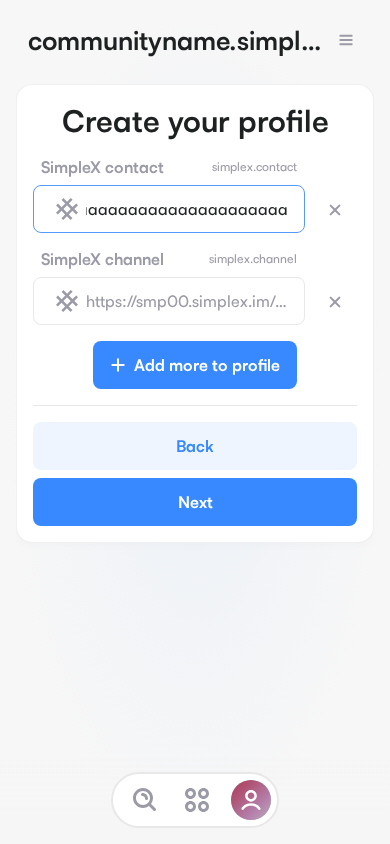 communityname.simpl...
Create your profile
SimpleX contact simplex.contact
aaaaaaaaaaaaaaaaaaaaa
SimpleX channel simplex.channel
https://smp00.simplex.im/...
Add more to profile
Back
Next